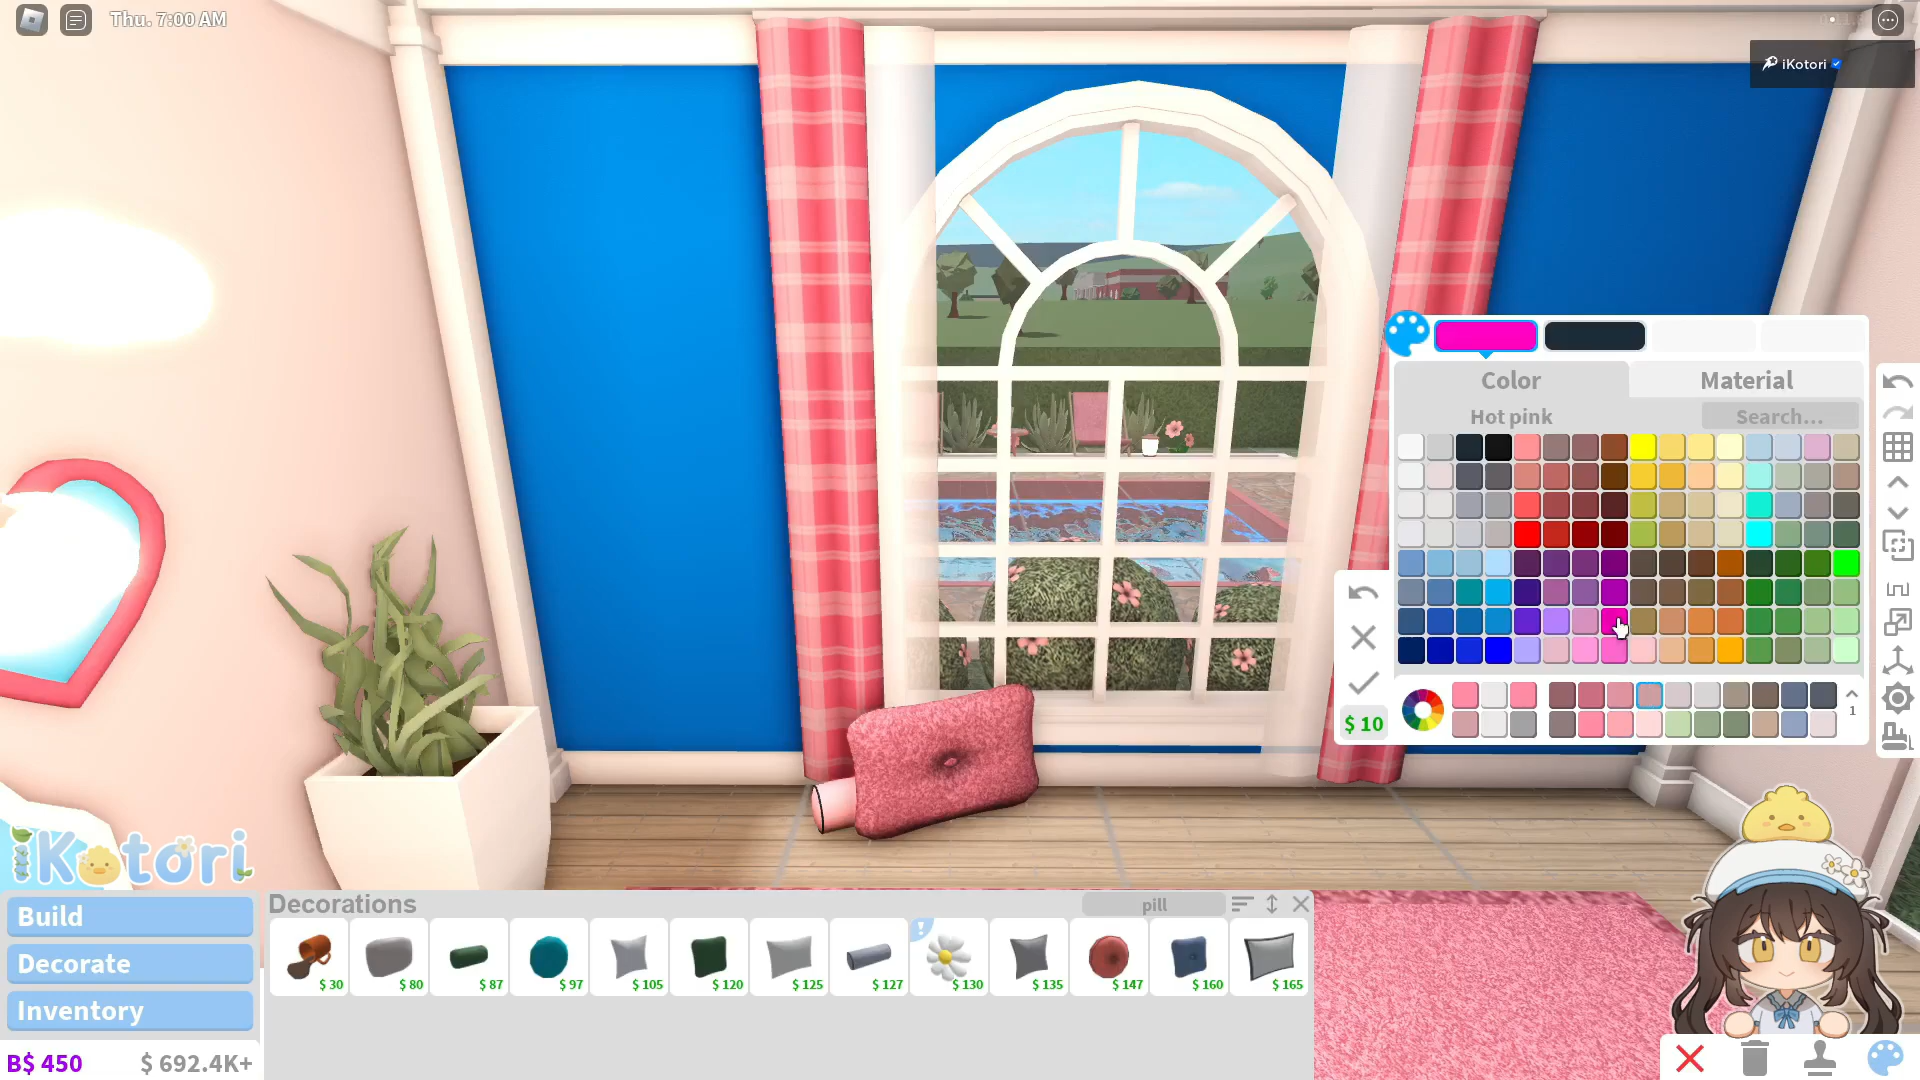 Thu. 7:00 AM
iKotori
Color
Material
Hot pink
Search...
$ 10
1
iKotori
Build
Decorate
Inventory
B$ 450
$ 692.4K+
Decorations
pill
$ 30
$ 80
$ 87
$ 97
$ 105
$ 120
$ 125
$ 127
$ 130
$ 135
$ 147
$ 160
$ 165